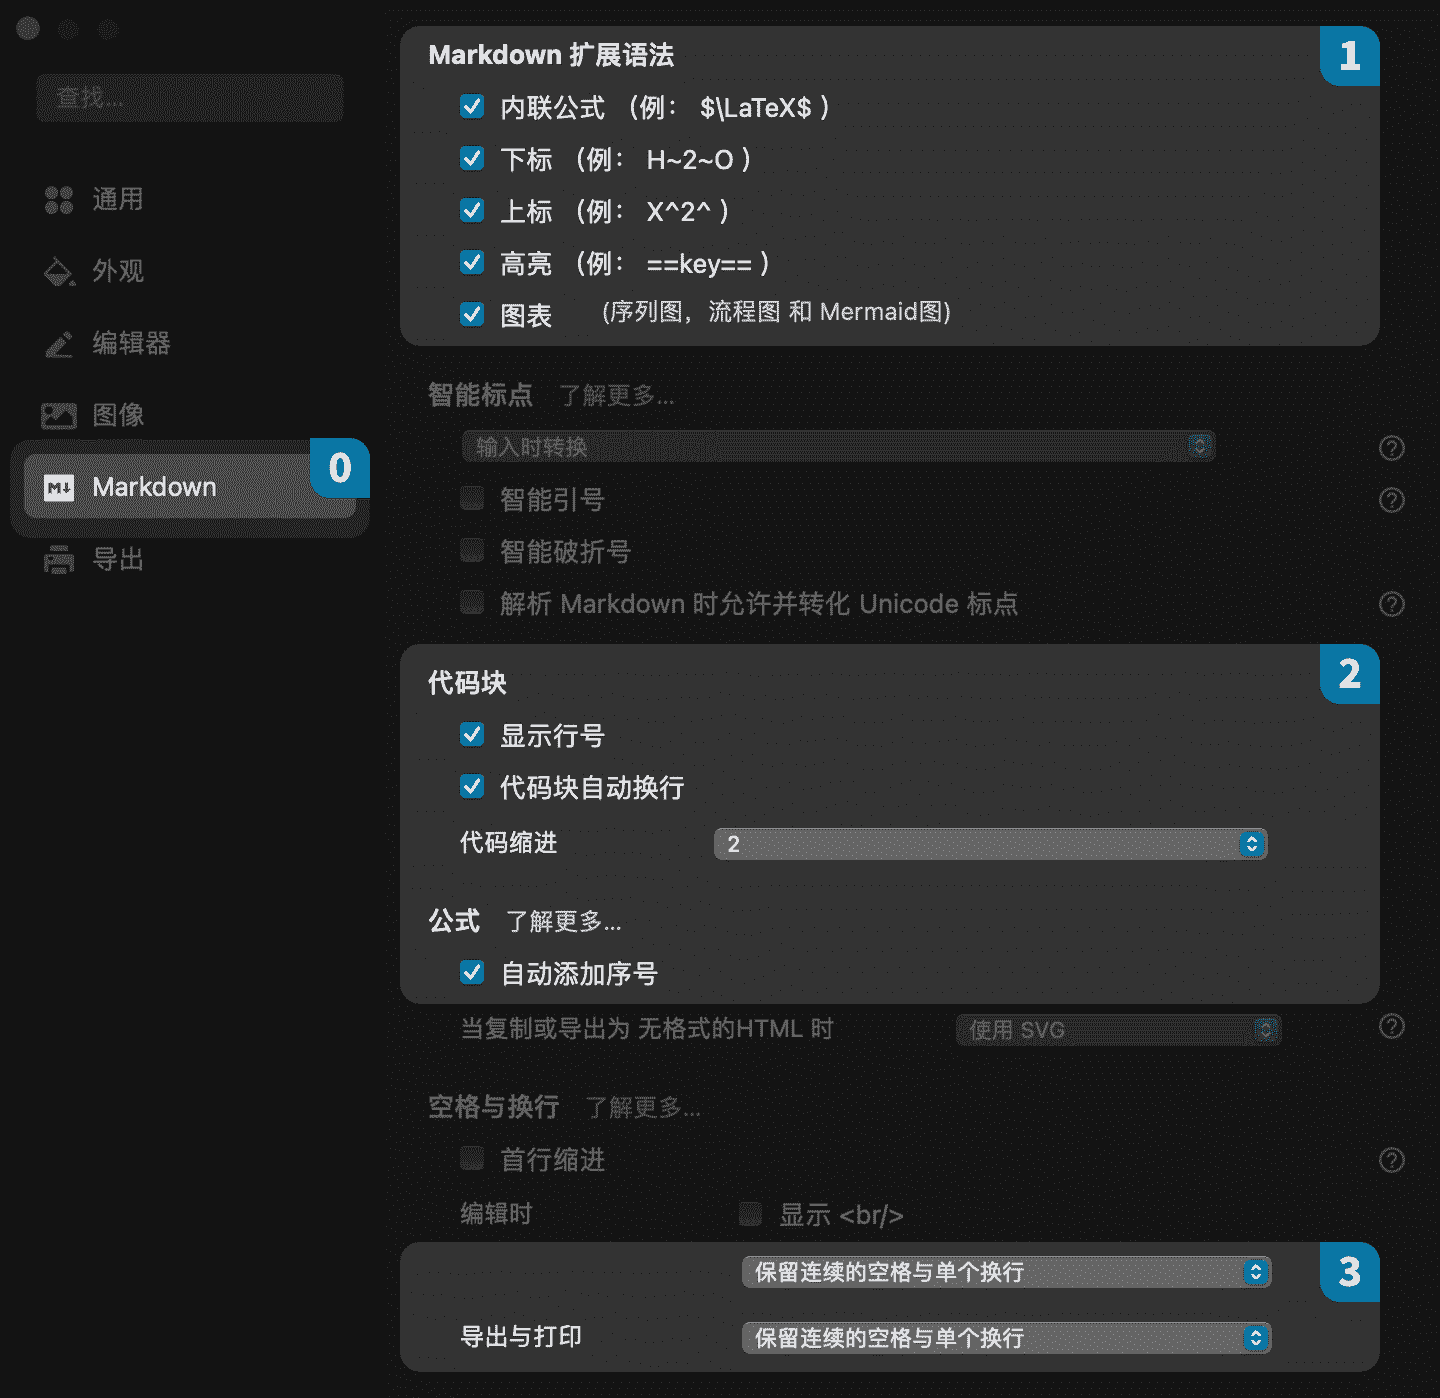 查找...
通用
外观
编辑器
图像
Markdown
0
导出
Markdown 扩展语法
1
内联公式 （例： $\LaTeX$ ）
下标 （例： H~2~O ）
上标 （例： X^2^ ）
高亮 （例： ==key== ）
图表 (序列图，流程图 和 Mermaid图)
智能标点 了解更多...
输入时转换
?
智能引号
?
智能破折号
解析 Markdown 时允许并转化 Unicode 标点
?
代码块
2
显示行号
代码块自动换行
代码缩进 2
公式 了解更多...
自动添加序号
当复制或导出为 无格式的HTML 时 使用 SVG
?
空格与换行 了解更多...
首行缩进
?
编辑时 显示 <br/>
保留连续的空格与单个换行
3
导出与打印 保留连续的空格与单个换行